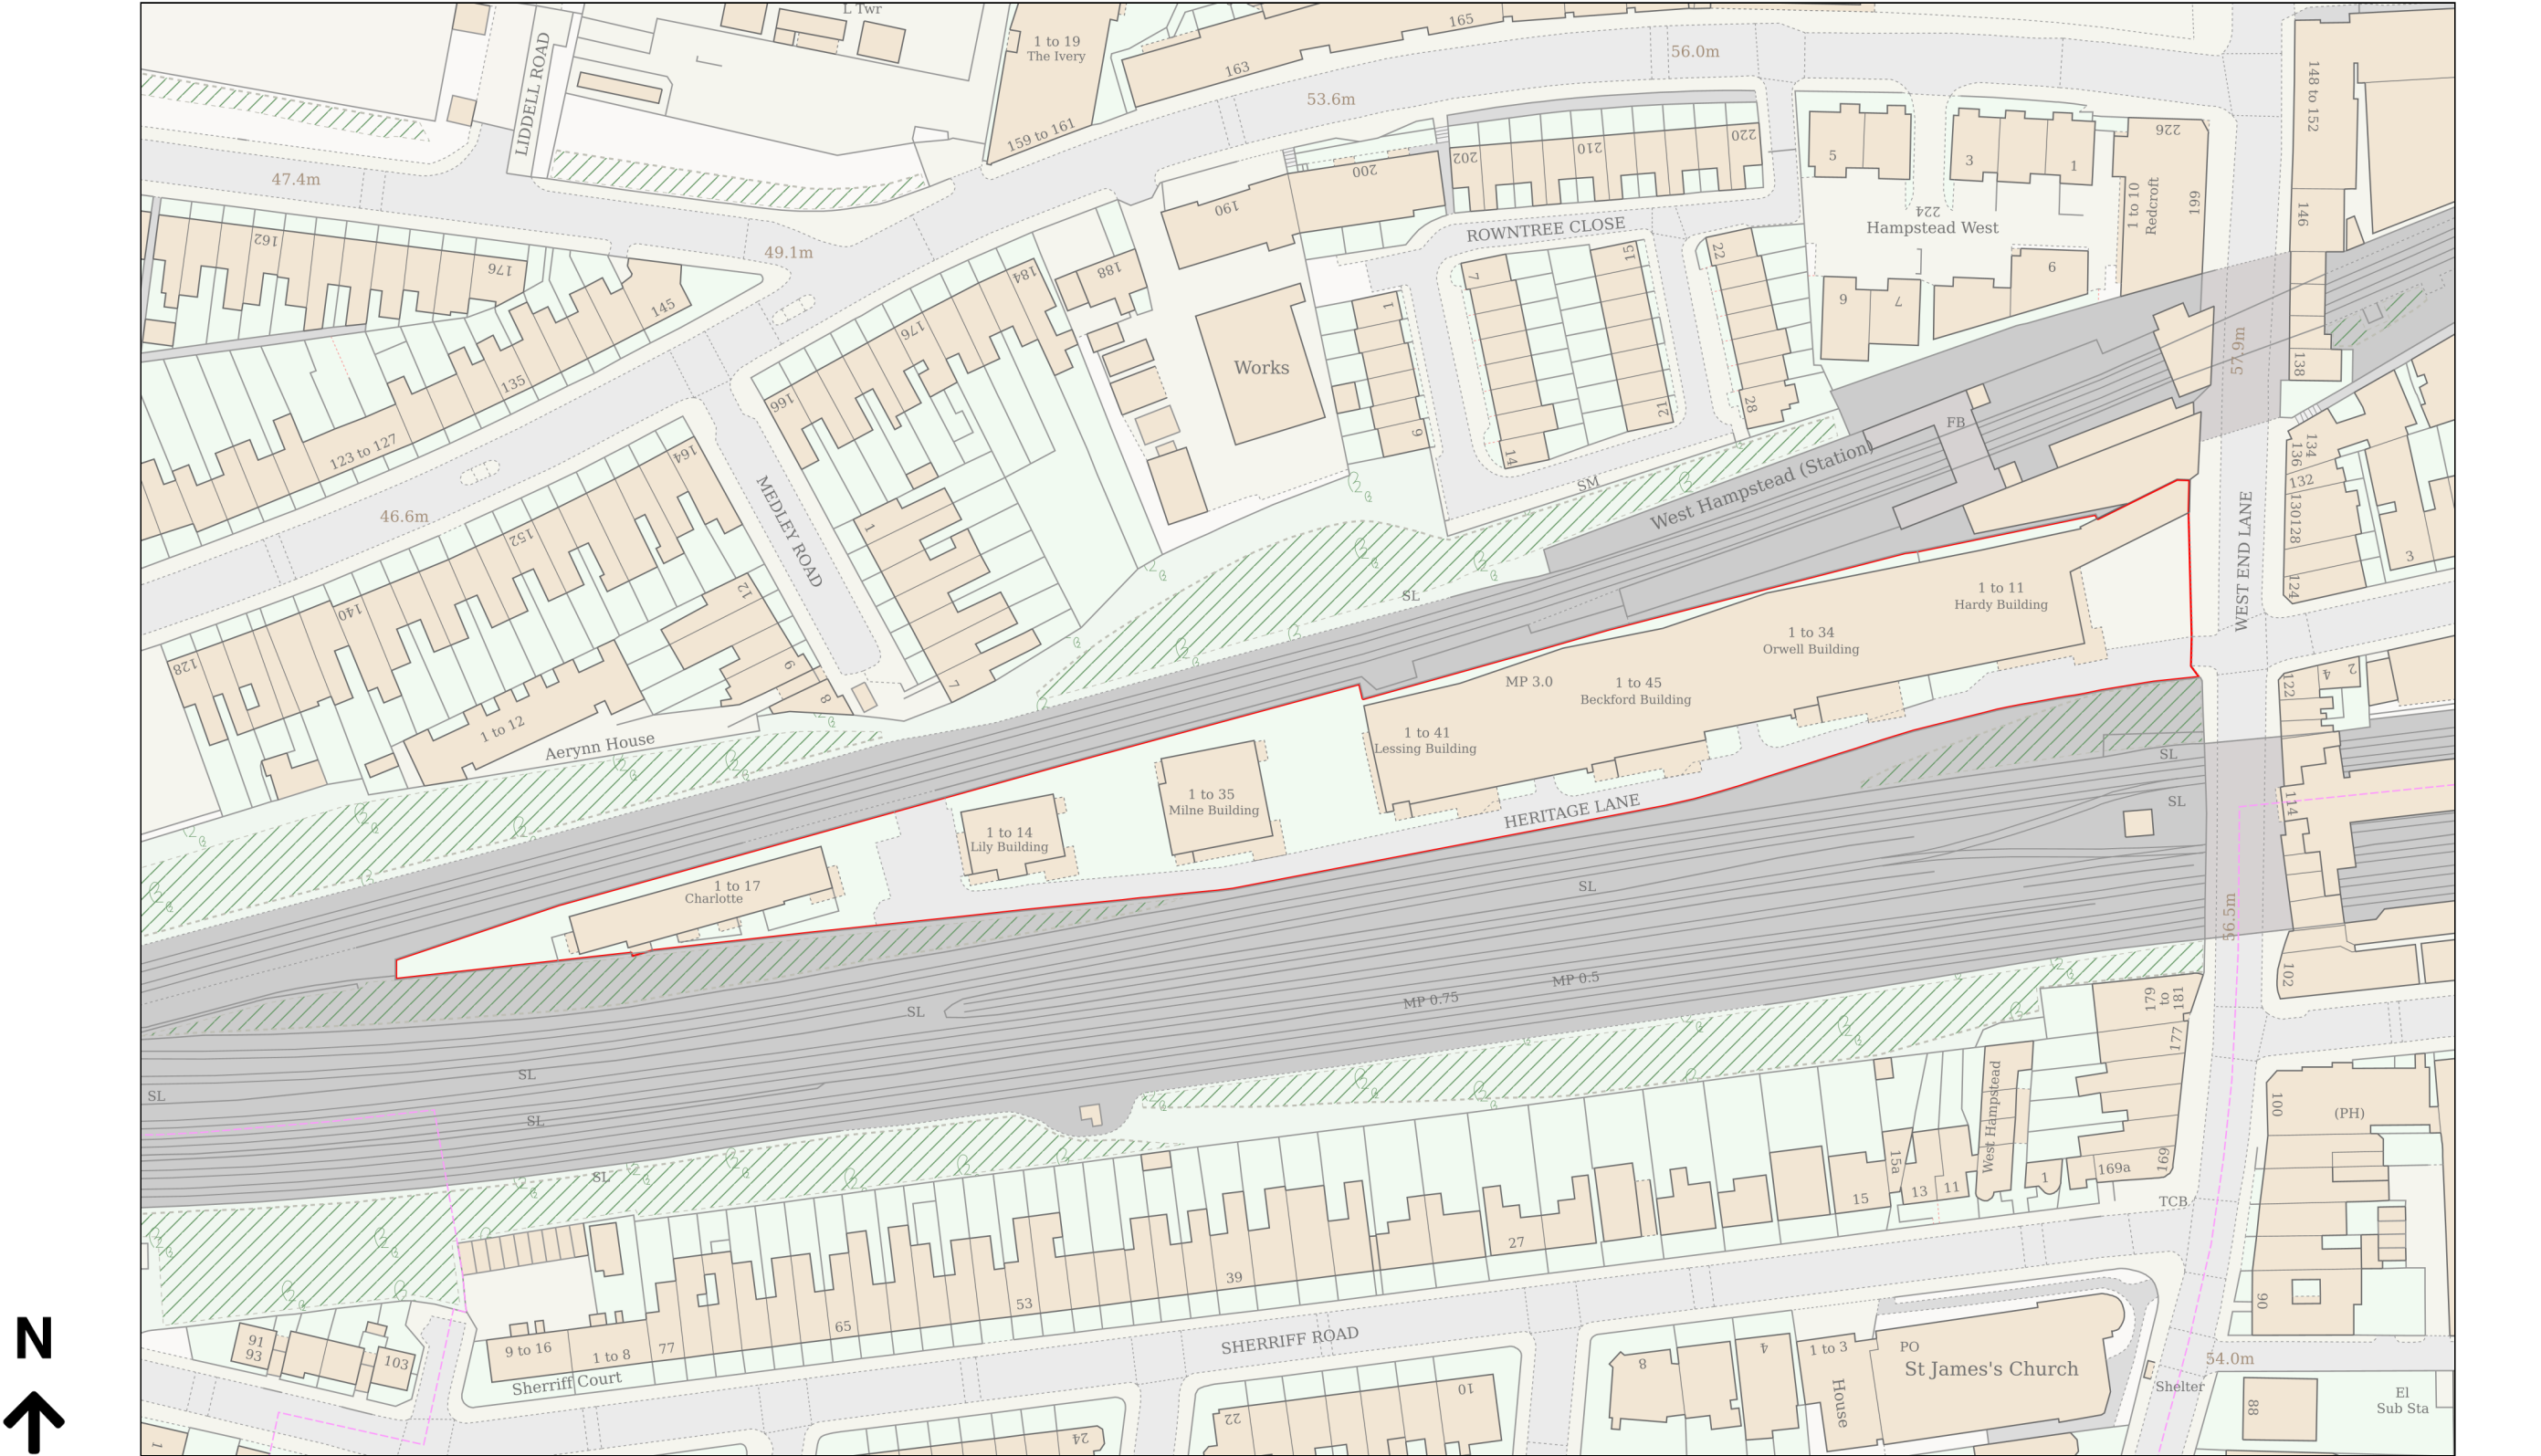 L Twr
165
1 to 19
The Ivery
163
56.0m
53.6m
159 to 161
LIDDELL ROAD
148 to 152
47.4m
49.1m
162
176
145
135
123 to 127
46.6m
184
188
176
166
190
200
202
210
220
5
3
1
226
1 to 10
Redcroft
199
146
224
Hampstead West
ROWNTREE CLOSE
7
15
22
1
9
14
21
28
6
7
9
138
57.9m
Works
FB
SM
West Hampstead (Station)
134
136
132
130
128
124
3
WEST END LANE
MEDLEY ROAD
164
152
140
128
12
9
8
1
7
1 to 12
Aerynn House
SL
1 to 11
Hardy Building
1 to 34
Orwell Building
MP 3.0
1 to 45
Beckford Building
1 to 41
Lessing Building
1 to 35
Milne Building
1 to 14
Lily Building
1 to 17
Charlotte
HERITAGE LANE
2
4
122
SL
SL
114
56.5m
102
SL
MP 0.5
MP 0.75
SL
SL
SL
SL
SL
179
to
181
177
West Hampstead
169
169a
1
TCB
15a
15
13
11
27
39
53
65
77
100
(PH)
90
N
91
93
103
9 to 16
1 to 8
Sherriff Court
SHERRIFF ROAD
8
4
1 to 3
House
PO
St James's Church
54.0m
Shelter
88
El
Sub Sta
10
22
24
1